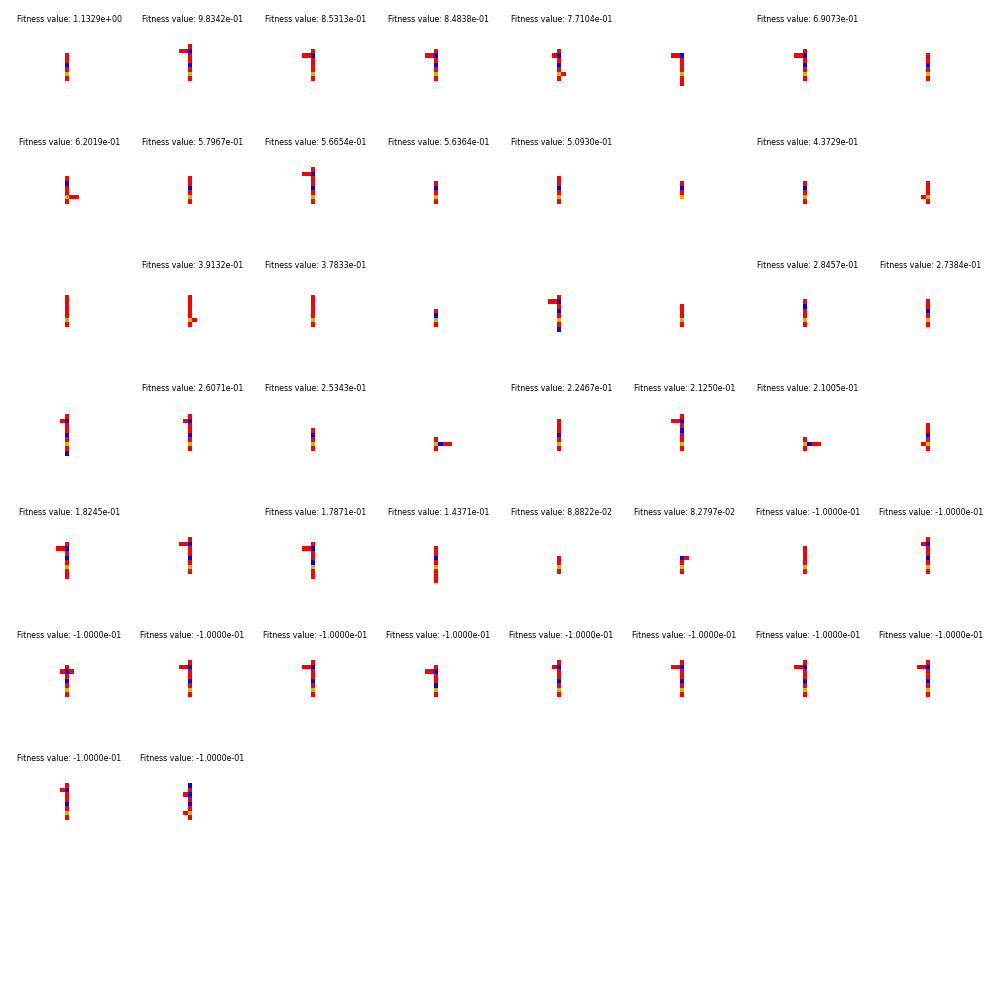 Fitness value: 1.1329e+00
Fitness value: 9.8342e-01
Fitness value: 8.5313e-01
Fitness value: 8.4838e-01
Fitness value: 7.7104e-01
Fitness value: 6.9073e-01
Fitness value: 6.2019e-01
Fitness value: 5.7967e-01
Fitness value: 5.6654e-01
Fitness value: 5.6364e-01
Fitness value: 5.0930e-01
Fitness value: 4.3729e-01
Fitness value: 3.9132e-01
Fitness value: 3.7833e-01
Fitness value: 2.8457e-01
Fitness value: 2.7384e-01
Fitness value: 2.6071e-01
Fitness value: 2.5343e-01
Fitness value: 2.2467e-01
Fitness value: 2.1250e-01
Fitness value: 2.1005e-01
Fitness value: 1.8245e-01
Fitness value: 1.7871e-01
Fitness value: 1.4371e-01
Fitness value: 8.8822e-02
Fitness value: 8.2797e-02
Fitness value: -1.0000e-01
Fitness value: -1.0000e-01
Fitness value: -1.0000e-01
Fitness value: -1.0000e-01
Fitness value: -1.0000e-01
Fitness value: -1.0000e-01
Fitness value: -1.0000e-01
Fitness value: -1.0000e-01
Fitness value: -1.0000e-01
Fitness value: -1.0000e-01
Fitness value: -1.0000e-01
Fitness value: -1.0000e-01